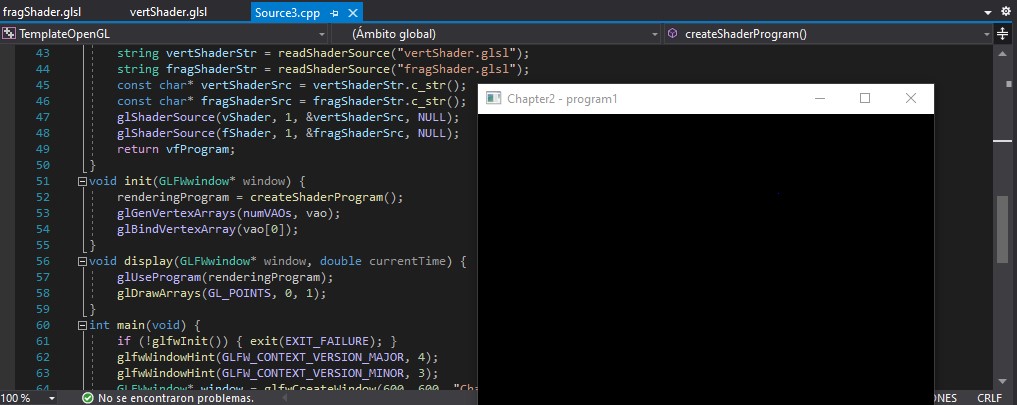 fragShader.glsl vertShader.glsl Source3.cpp
TemplateOpenGL (Ámbito global) createShaderProgram()
43 string vertShaderStr = readShaderSource("vertShader.glsl");
44 string fragShaderStr = readShaderSource("fragShader.glsl");
45 const char* vertShaderSrc = vertShaderStr.c_str();
46 const char* fragShaderSrc = fragShaderStr.c_str();
47 glShaderSource(vShader, 1, &vertShaderSrc, NULL);
48 glShaderSource(fShader, 1, &fragShaderSrc, NULL);
49 return vfProgram;
50 }
51 void init(GLFWwindow* window) {
52 renderingProgram = createShaderProgram();
53 glGenVertexArrays(numVAOs, vao);
54 glBindVertexArray(vao[0]);
55 }
56 void display(GLFWwindow* window, double currentTime) {
57 glUseProgram(renderingProgram);
58 glDrawArrays(GL_POINTS, 0, 1);
59 }
60 int main(void) {
61 if (!glfwInit()) { exit(EXIT_FAILURE); }
62 glfwWindowHint(GLFW_CONTEXT_VERSION_MAJOR, 4);
63 glfwWindowHint(GLFW_CONTEXT_VERSION_MINOR, 3);
64 GLFWwindow* window = glfwCreateWindow(600, 600, "Cha
Chapter2 - program1
100 % No se encontraron problemas. ONES CRLF